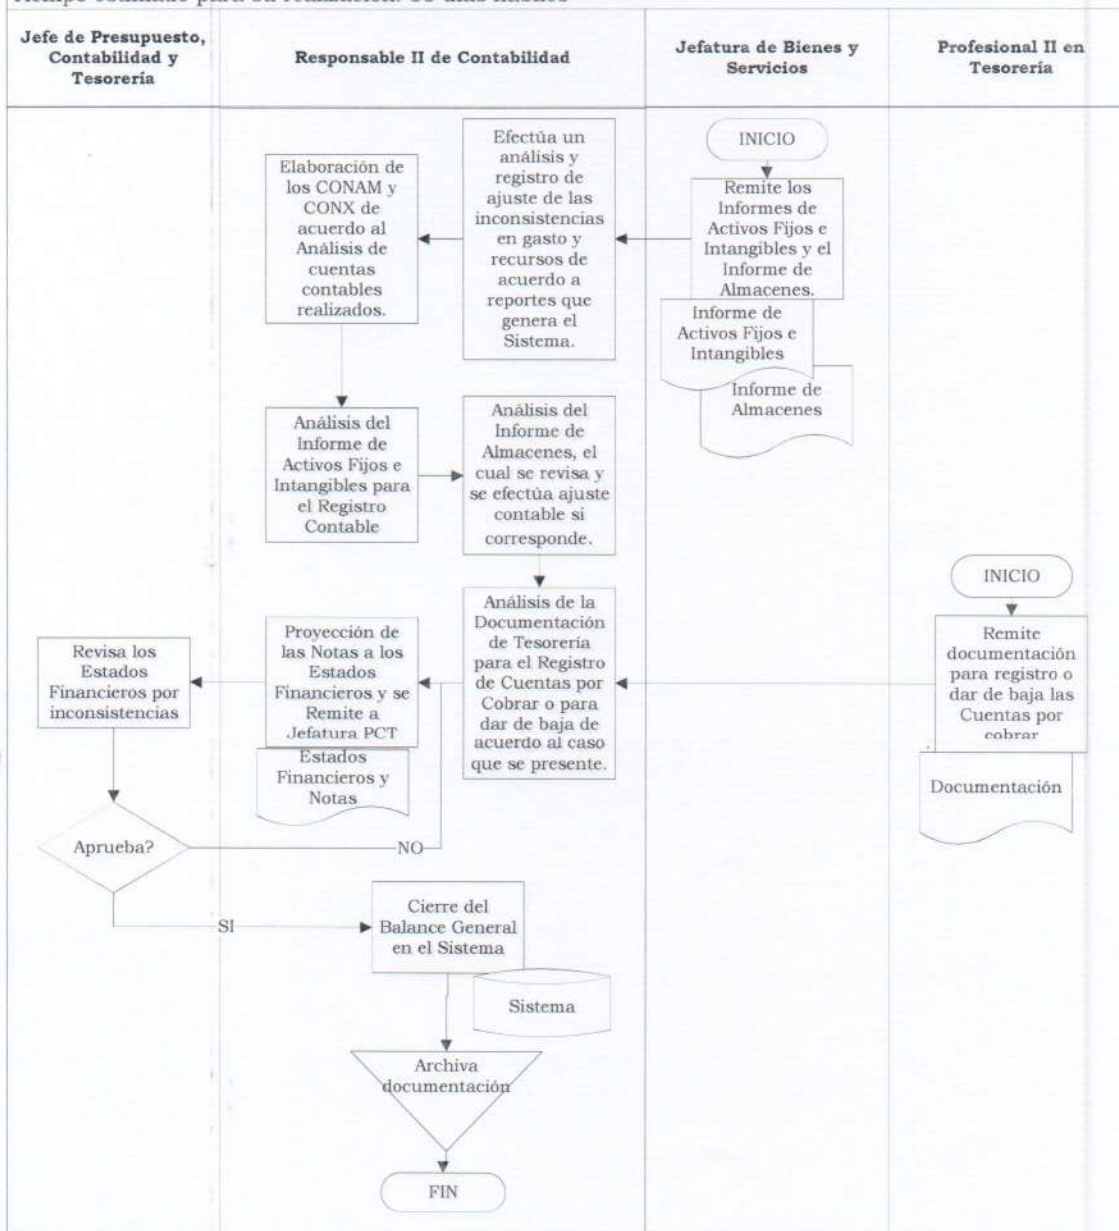 Jefe de Presupuesto,
Contabilidad y
Tesorería
Responsable II de Contabilidad
Jefatura de Bienes y
Servicios
Profesional II en
Tesorería
INICIO
Remite los
Informes de
Activos Fijos e
Intangibles y el
Informe de
Almacenes.
Informe de
Activos Fijos e
Intangibles
Informe de
Almacenes
Efectúa un
análisis y
registro de
ajuste de las
inconsistencias
en gasto y
recursos de
acuerdo a
reportes que
genera el
Sistema.
Elaboración de
los CONAM y
CONX de
acuerdo al
Análisis de
cuentas
contables
realizados.
Análisis del
Informe de
Activos Fijos e
Intangibles para
el Registro
Contable
Análisis del
Informe de
Almacenes, el
cual se revisa y
se efectúa ajuste
contable si
corresponde.
INICIO
Remite
documentación
para registro o
dar de baja las
Cuentas por
cobrar
Documentación
Análisis de la
Documentación
de Tesorería
para el Registro
de Cuentas por
Cobrar o para
dar de baja de
acuerdo al caso
que se presente.
Proyección de
las Notas a los
Estados
Financieros y se
Remite a
Jefatura PCT
Estados
Financieros y
Notas
Revisa los
Estados
Financieros por
inconsistencias
Aprueba?
NO
SI
Cierre del
Balance General
en el Sistema
Sistema
Archiva
documentación
FIN